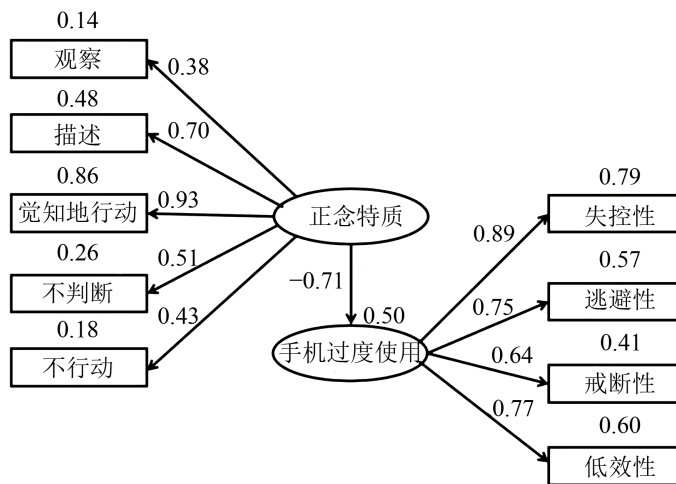 0.14
观察
0.38
0.48
描述
0.70
0.86
觉知地行动
0.93
0.26
不判断
0.51
0.18
不行动
0.43
正念特质
−0.71
0.50
手机过度使用
0.79
失控性
0.89
0.57
逃避性
0.75
0.41
戒断性
0.64
0.60
低效性
0.77